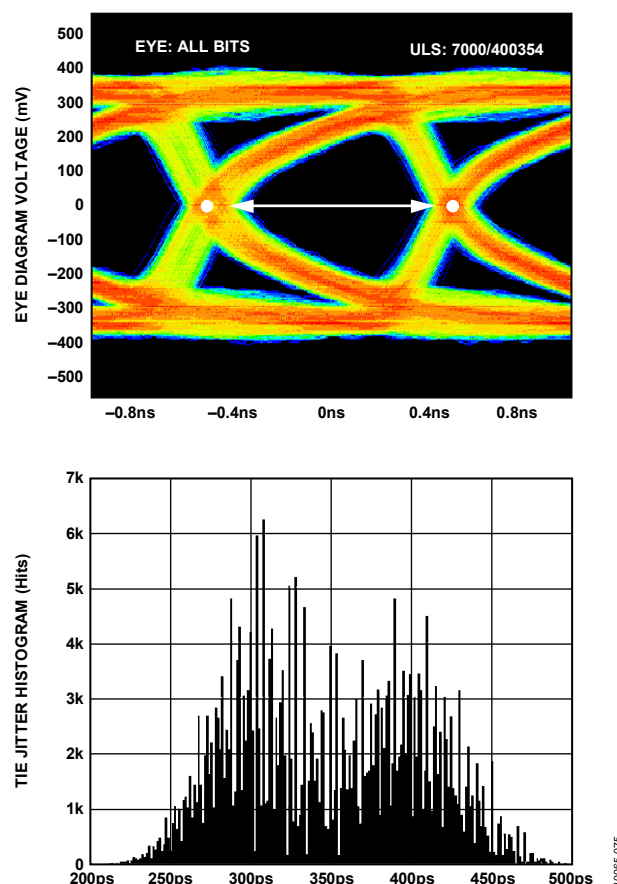 EYE: ALL BITS
ULS: 7000/400354
EYE DIAGRAM VOLTAGE (mV)
500
400
300
200
100
0
–100
–200
–300
–400
–500
–0.8ns –0.4ns 0ns 0.4ns 0.8ns
TIE JITTER HISTOGRAM (Hits)
7k
6k
5k
4k
3k
2k
1k
0
200ps 250ps 300ps 350ps 400ps 450ps 500ps